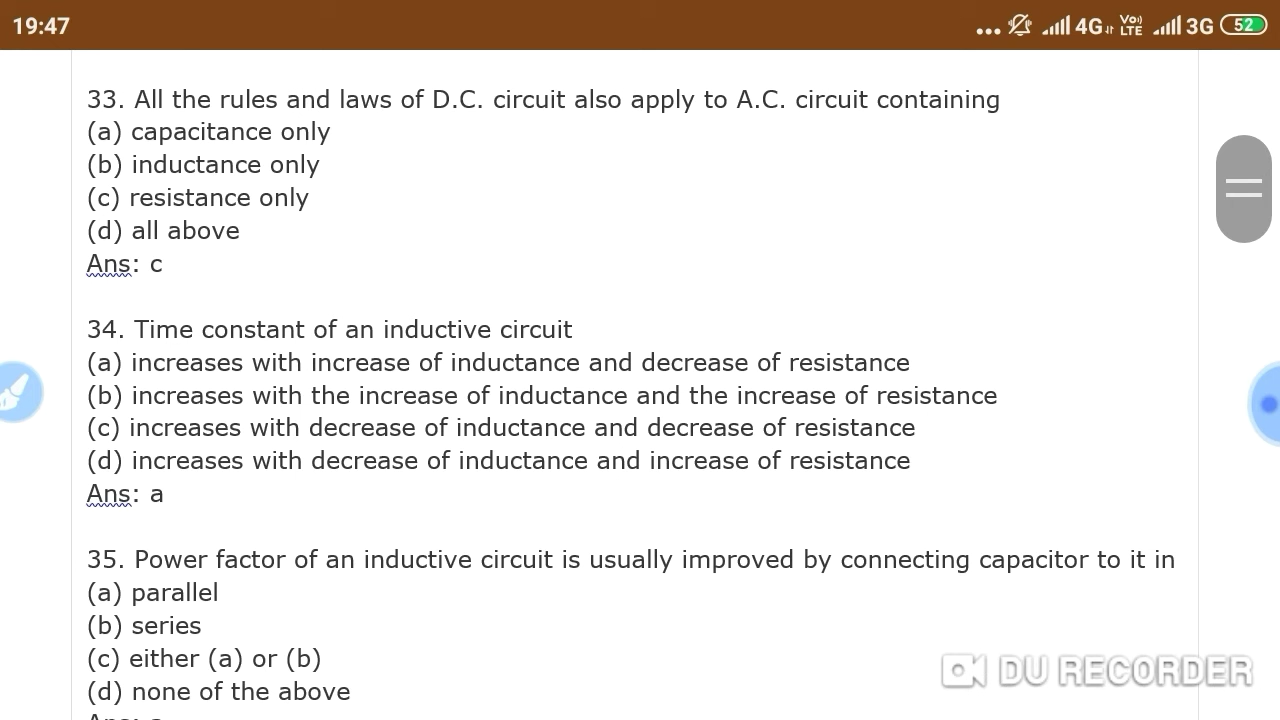 19:47
... 4G Vo)) LTE 3G 52
33. All the rules and laws of D.C. circuit also apply to A.C. circuit containing
(a) capacitance only
(b) inductance only
(c) resistance only
(d) all above
Ans: c
34. Time constant of an inductive circuit
(a) increases with increase of inductance and decrease of resistance
(b) increases with the increase of inductance and the increase of resistance
(c) increases with decrease of inductance and decrease of resistance
(d) increases with decrease of inductance and increase of resistance
Ans: a
35. Power factor of an inductive circuit is usually improved by connecting capacitor to it in
(a) parallel
(b) series
(c) either (a) or (b)
(d) none of the above
DU RECORDER